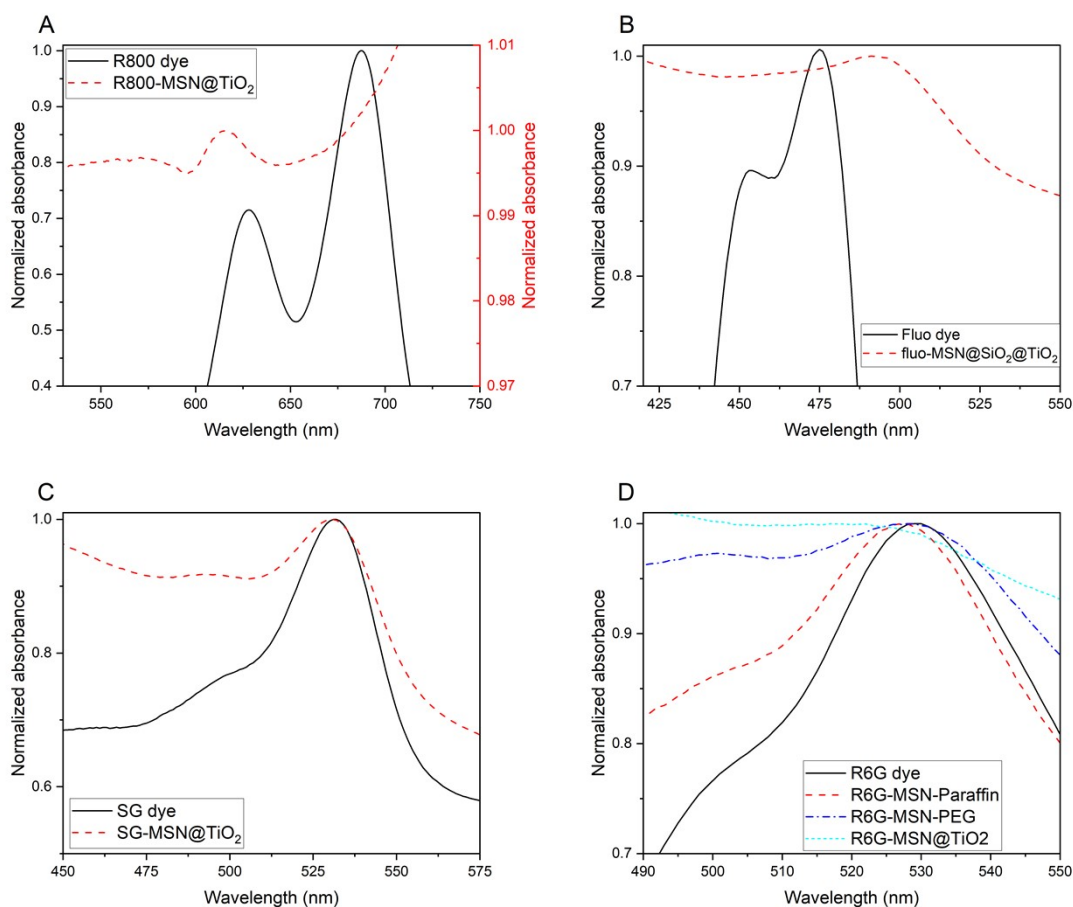 A
R800 dye
R800-MSN@TiO₂
Normalized absorbance
1.0
0.9
0.8
0.7
0.6
0.5
0.4
1.01
1.00
0.99
0.98
0.97
Normalized absorbance
550 600 650 700 750
Wavelength (nm)
B
Normalized absorbance
1.0
0.9
0.8
0.7
Fluo dye
fluo-MSN@SiO₂@TiO₂
425 450 475 500 525 550
Wavelength (nm)
C
Normalized absorbance
1.0
0.8
0.6
SG dye
SG-MSN@TiO₂
450 475 500 525 550 575
Wavelength (nm)
D
Normalized absorbance
1.0
0.9
0.8
0.7
R6G dye
R6G-MSN-Paraffin
R6G-MSN-PEG
R6G-MSN@TiO2
490 500 510 520 530 540 550
Wavelength (nm)